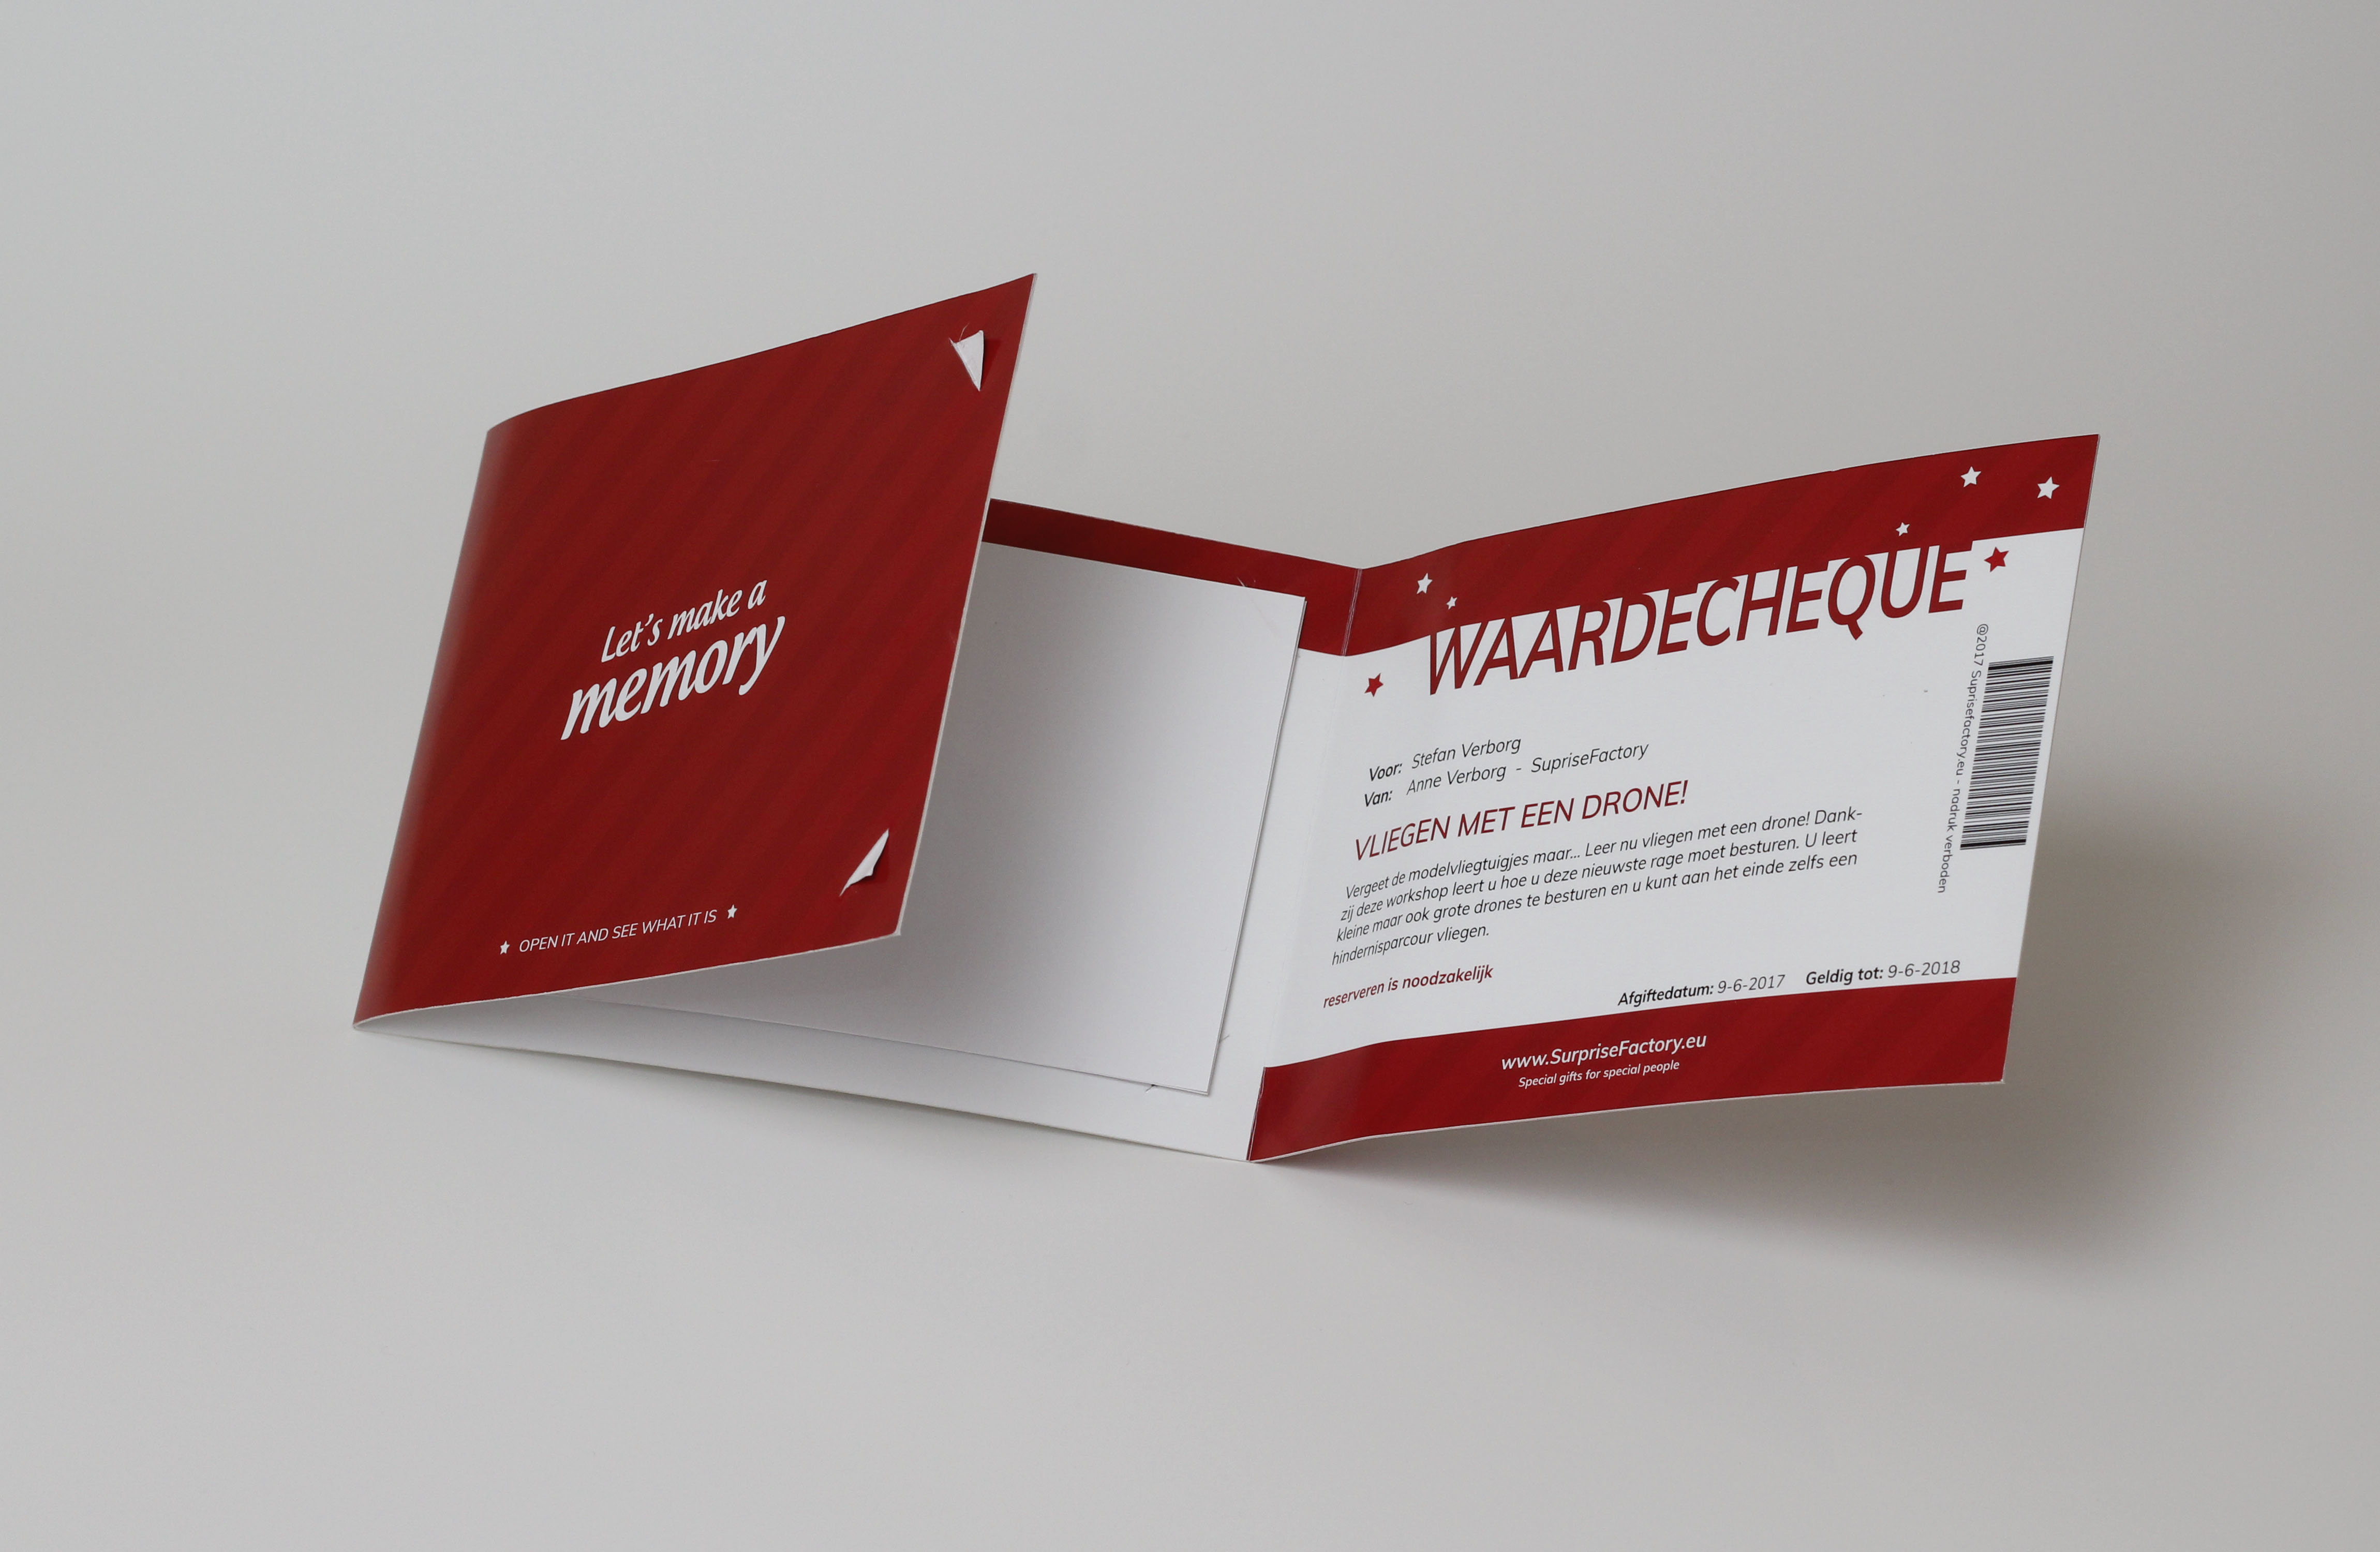 Let's make a
memory
OPEN IT AND SEE WHAT IT IS
WAARDECHEQUE
Voor: Stefan Verborg
Van: Anne Verborg - SupriseFactory
VLIEGEN MET EEN DRONE!
Vergeet de modelvliegtuigjes maar... Leer nu vliegen met een drone! Dank-
zij deze workshop leert u hoe u deze nieuwste rage moet besturen. U leert
kleine maar ook grote drones te besturen en u kunt aan het einde zelfs een
hindernisparcour vliegen.
reserveren is noodzakelijk
Afgiftedatum: 9-6-2017 Geldig tot: 9-6-2018
@2017 Suprisefactory.eu - nadruk verboden
www.SurpriseFactory.eu
Special gifts for special people